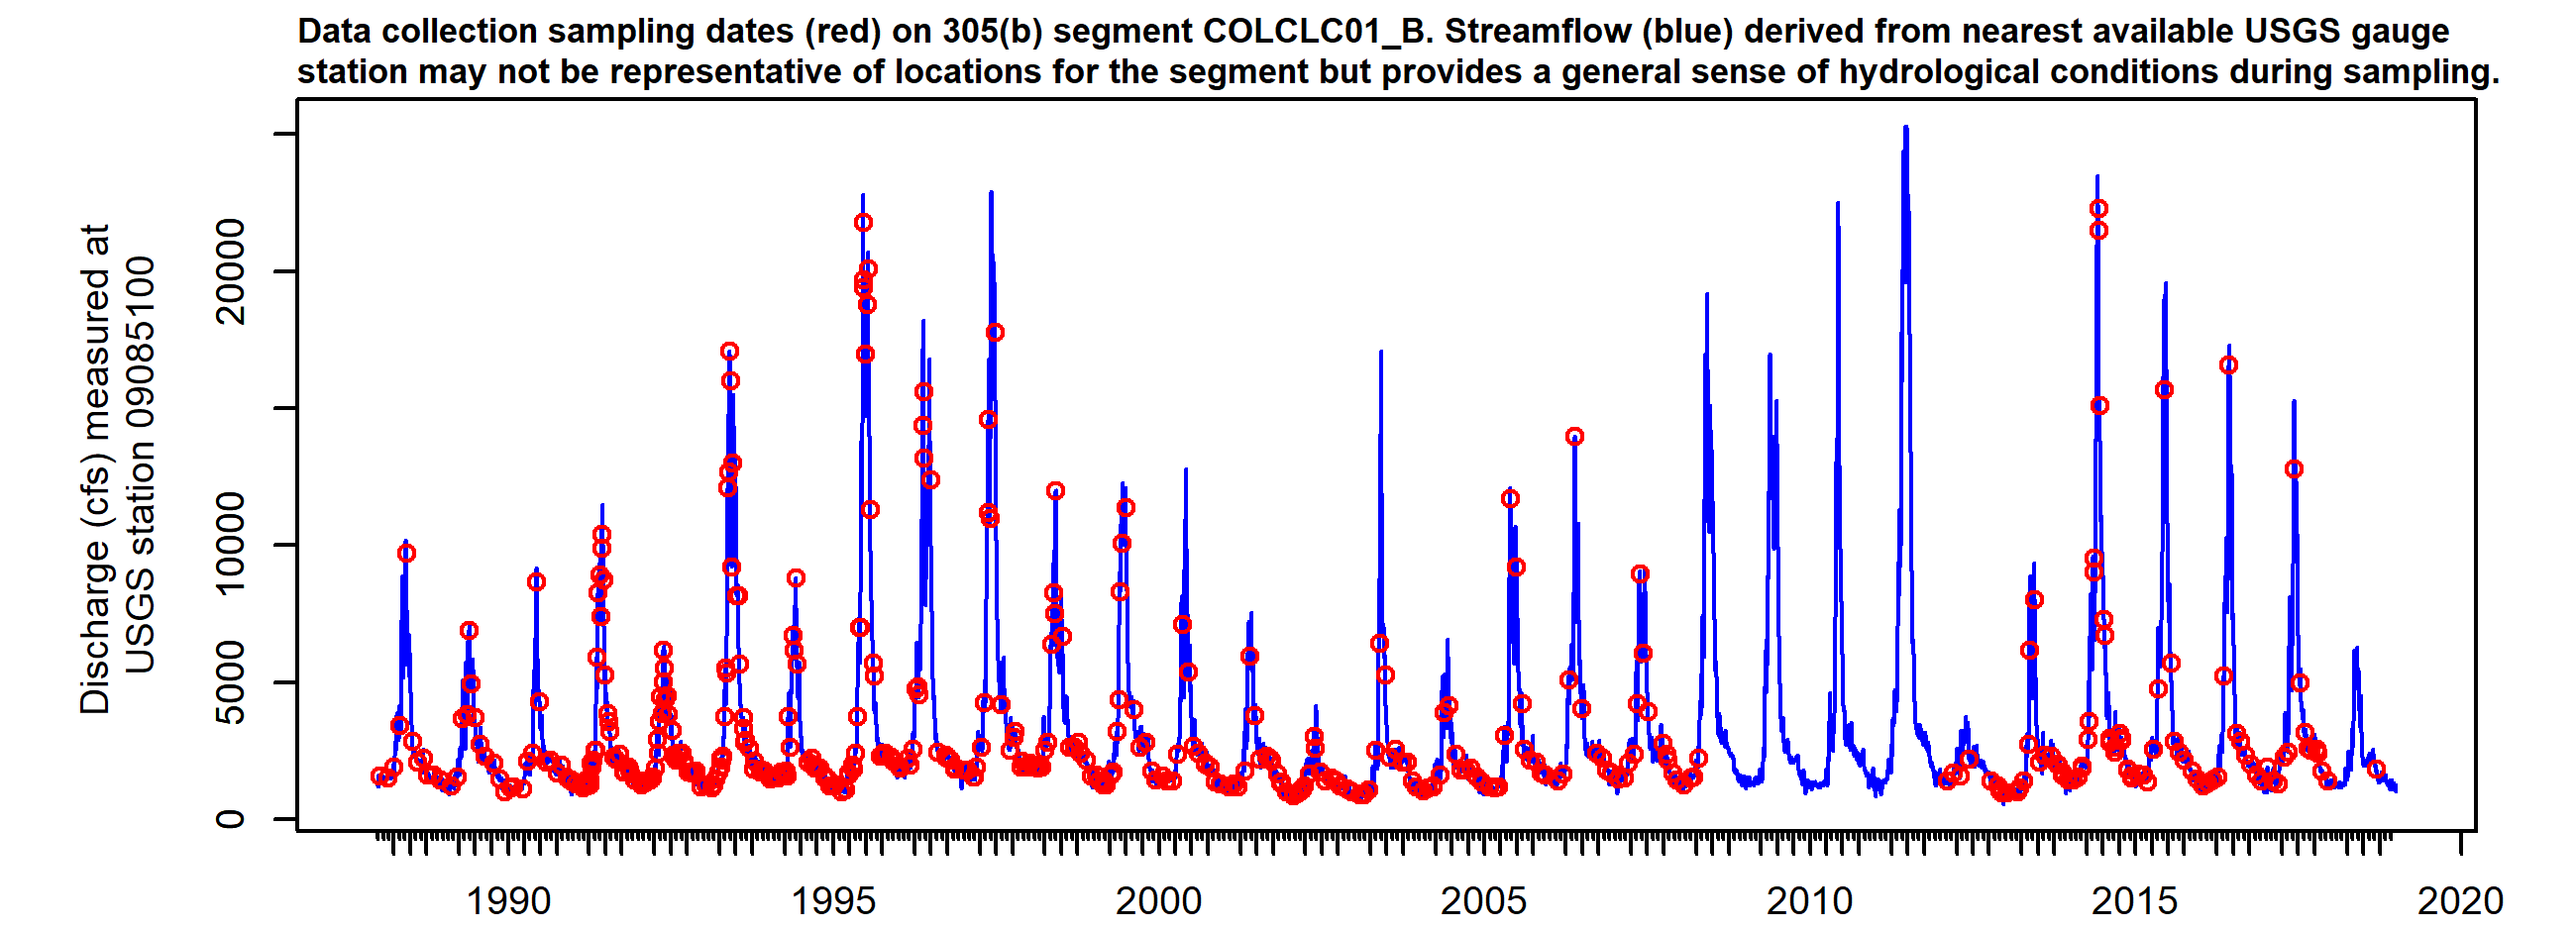 Data collection sampling dates (red) on 305(b) segment COLCLC01_B. Streamflow (blue) derived from nearest available USGS gauge
station may not be representative of locations for the segment but provides a general sense of hydrological conditions during sampling.
Discharge (cfs) measured at
USGS station 09085100
20000
10000
5000
0
1990
1995
2000
2005
2010
2015
2020